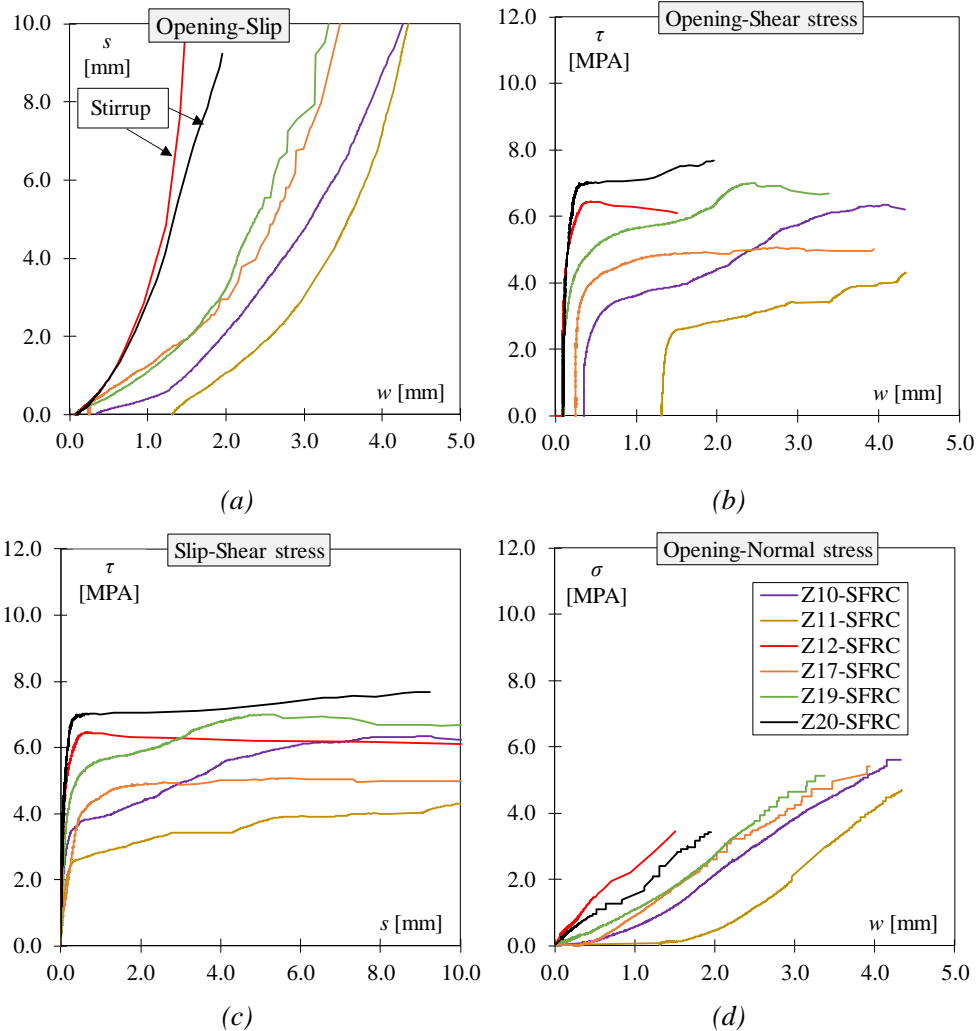 Opening-Slip
10.0
s
[mm]
8.0
Stirrup
6.0
4.0
2.0
w [mm]
0.0
0.0 1.0 2.0 3.0 4.0 5.0
(a)
Opening-Shear stress
12.0
τ
[MPA]
10.0
8.0
6.0
4.0
2.0
w [mm]
0.0
0.0 1.0 2.0 3.0 4.0 5.0
(b)
Slip-Shear stress
12.0
τ
[MPA]
10.0
8.0
6.0
4.0
2.0
s [mm]
0.0
0.0 2.0 4.0 6.0 8.0 10.0
(c)
Opening-Normal stress
12.0
σ
[MPA]
10.0
Z10-SFRC
Z11-SFRC
Z12-SFRC
Z17-SFRC
Z19-SFRC
Z20-SFRC
8.0
6.0
4.0
2.0
w [mm]
0.0
0.0 1.0 2.0 3.0 4.0 5.0
(d)